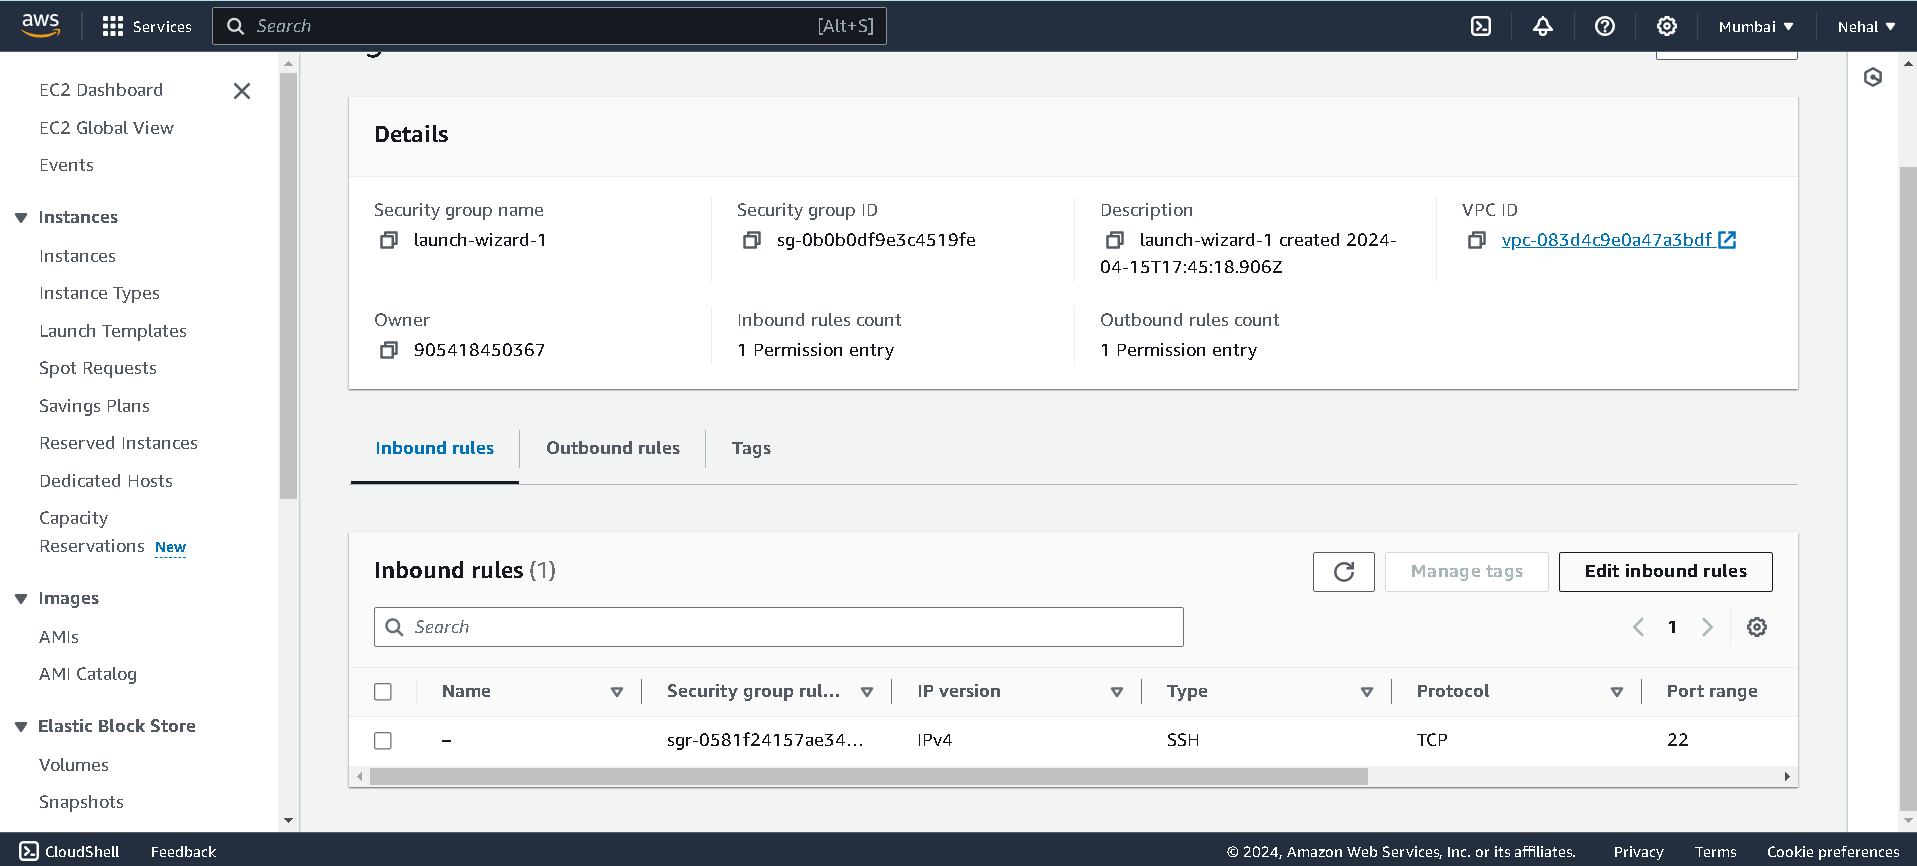 aws
Services
Search
[Alt+S]
Mumbai
Nehal
EC2 Dashboard
EC2 Global View
Events
Instances
Instances
Instance Types
Launch Templates
Spot Requests
Savings Plans
Reserved Instances
Dedicated Hosts
Capacity
Reservations New
Images
AMIs
AMI Catalog
Elastic Block Store
Volumes
Snapshots
Details
Security group name
launch-wizard-1
Security group ID
sg-0b0b0df9e3c4519fe
Description
launch-wizard-1 created 2024-
04-15T17:45:18.906Z
VPC ID
vpc-083d4c9e0a47a3bdf
Owner
905418450367
Inbound rules count
1 Permission entry
Outbound rules count
1 Permission entry
Inbound rules
Outbound rules
Tags
Inbound rules (1)
Manage tags
Edit inbound rules
Search
1
Name
Security group rul...
IP version
Type
Protocol
Port range
–
sgr-0581f24157ae34...
IPv4
SSH
TCP
22
CloudShell
Feedback
© 2024, Amazon Web Services, Inc. or its affiliates.
Privacy
Terms
Cookie preferences